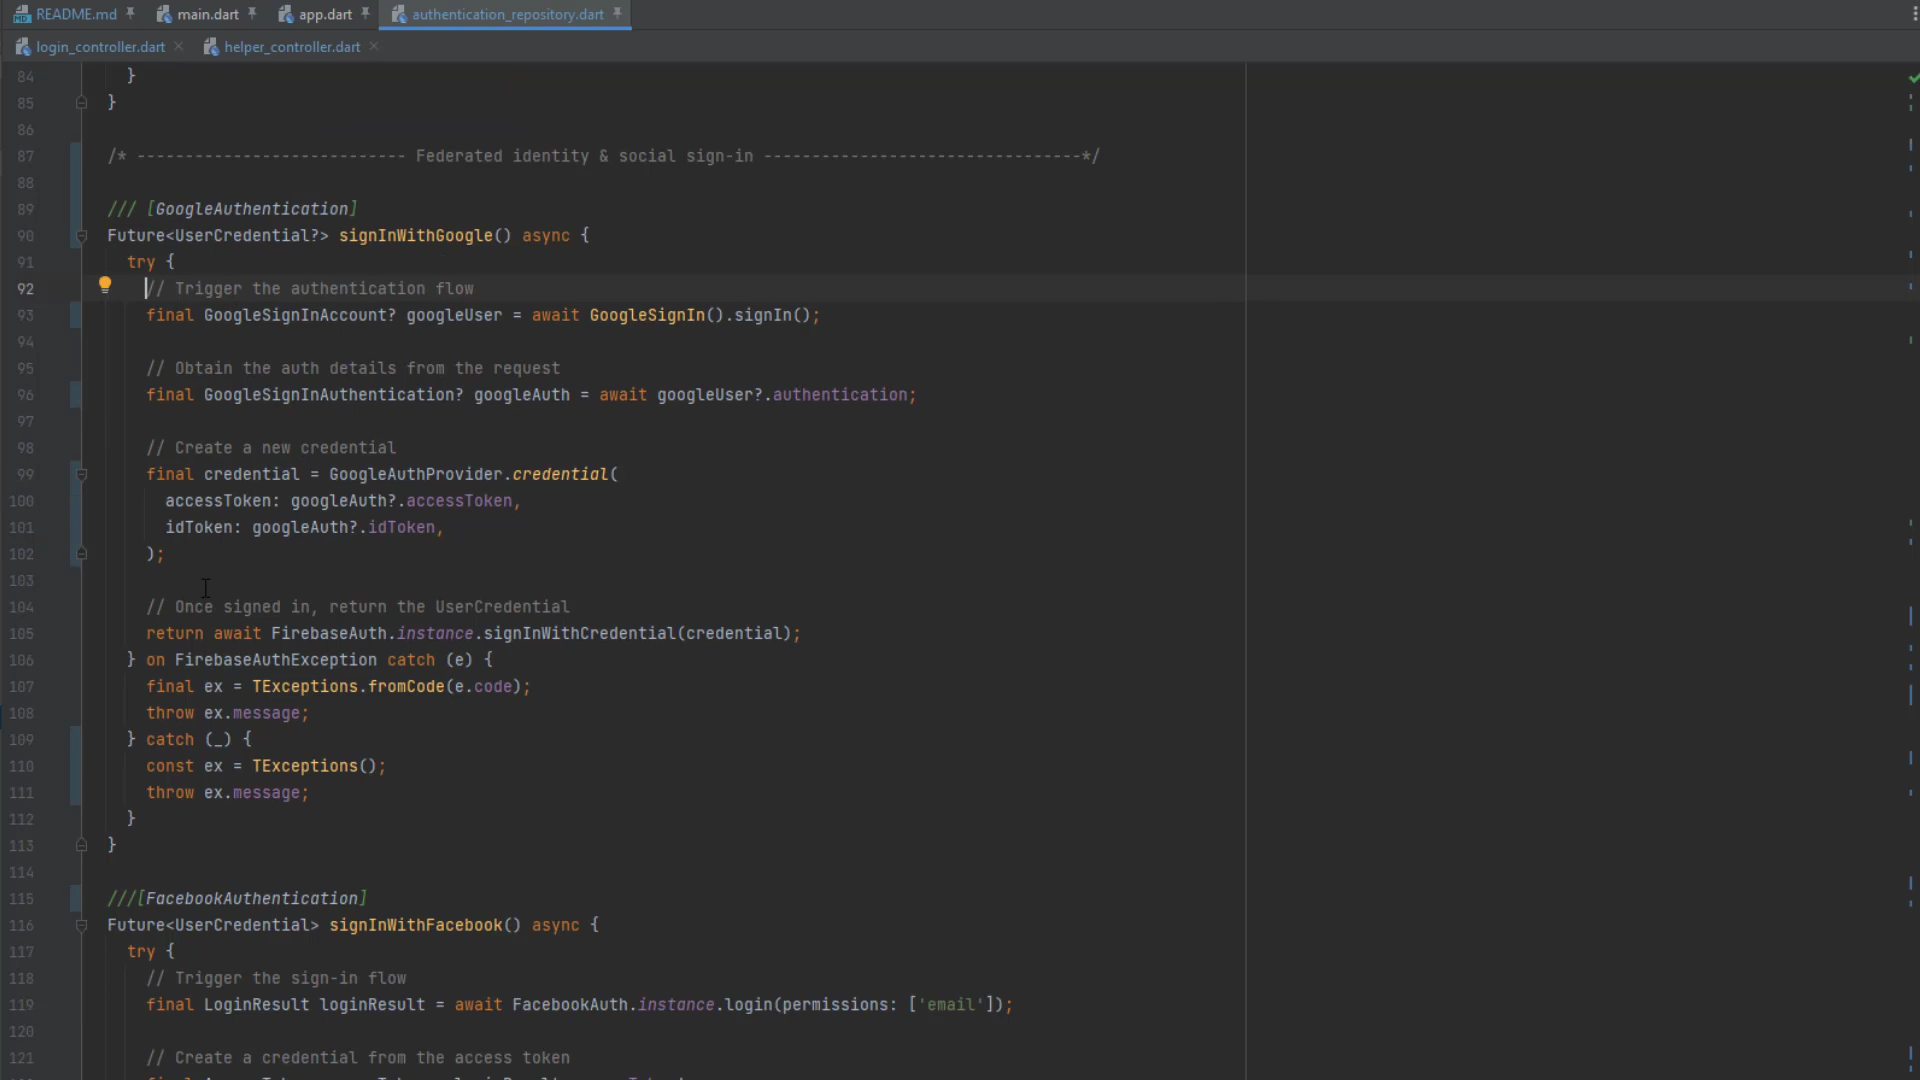 README.md main.dart app.dart authentication_repository.dart
login_controller.dart helper_controller.dart
84 }
85 }
86
87 /* ---------------------------- Federated identity & social sign-in ---------------------------------*/
88
89 /// [GoogleAuthentication]
90 Future<UserCredential?> signInWithGoogle() async {
91 try {
92 // Trigger the authentication flow
93 final GoogleSignInAccount? googleUser = await GoogleSignIn().signIn();
94
95 // Obtain the auth details from the request
96 final GoogleSignInAuthentication? googleAuth = await googleUser?.authentication;
97
98 // Create a new credential
99 final credential = GoogleAuthProvider.credential(
100 accessToken: googleAuth?.accessToken,
101 idToken: googleAuth?.idToken,
102 );
103
104 // Once signed in, return the UserCredential
105 return await FirebaseAuth.instance.signInWithCredential(credential);
106 } on FirebaseAuthException catch (e) {
107 final ex = TExceptions.fromCode(e.code);
108 throw ex.message;
109 } catch (_) {
110 const ex = TExceptions();
111 throw ex.message;
112 }
113 }
114
115 ///[FacebookAuthentication]
116 Future<UserCredential> signInWithFacebook() async {
117 try {
118 // Trigger the sign-in flow
119 final LoginResult loginResult = await FacebookAuth.instance.login(permissions: ['email']);
120
121 // Create a credential from the access token